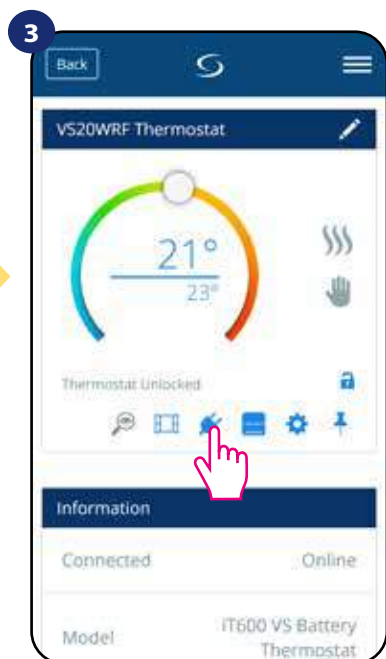 3
Back
VS20WRF Thermostat
21°
23°
Thermostat Unlocked
Information
Connected Online
Model iT600 VS Battery
Thermostat